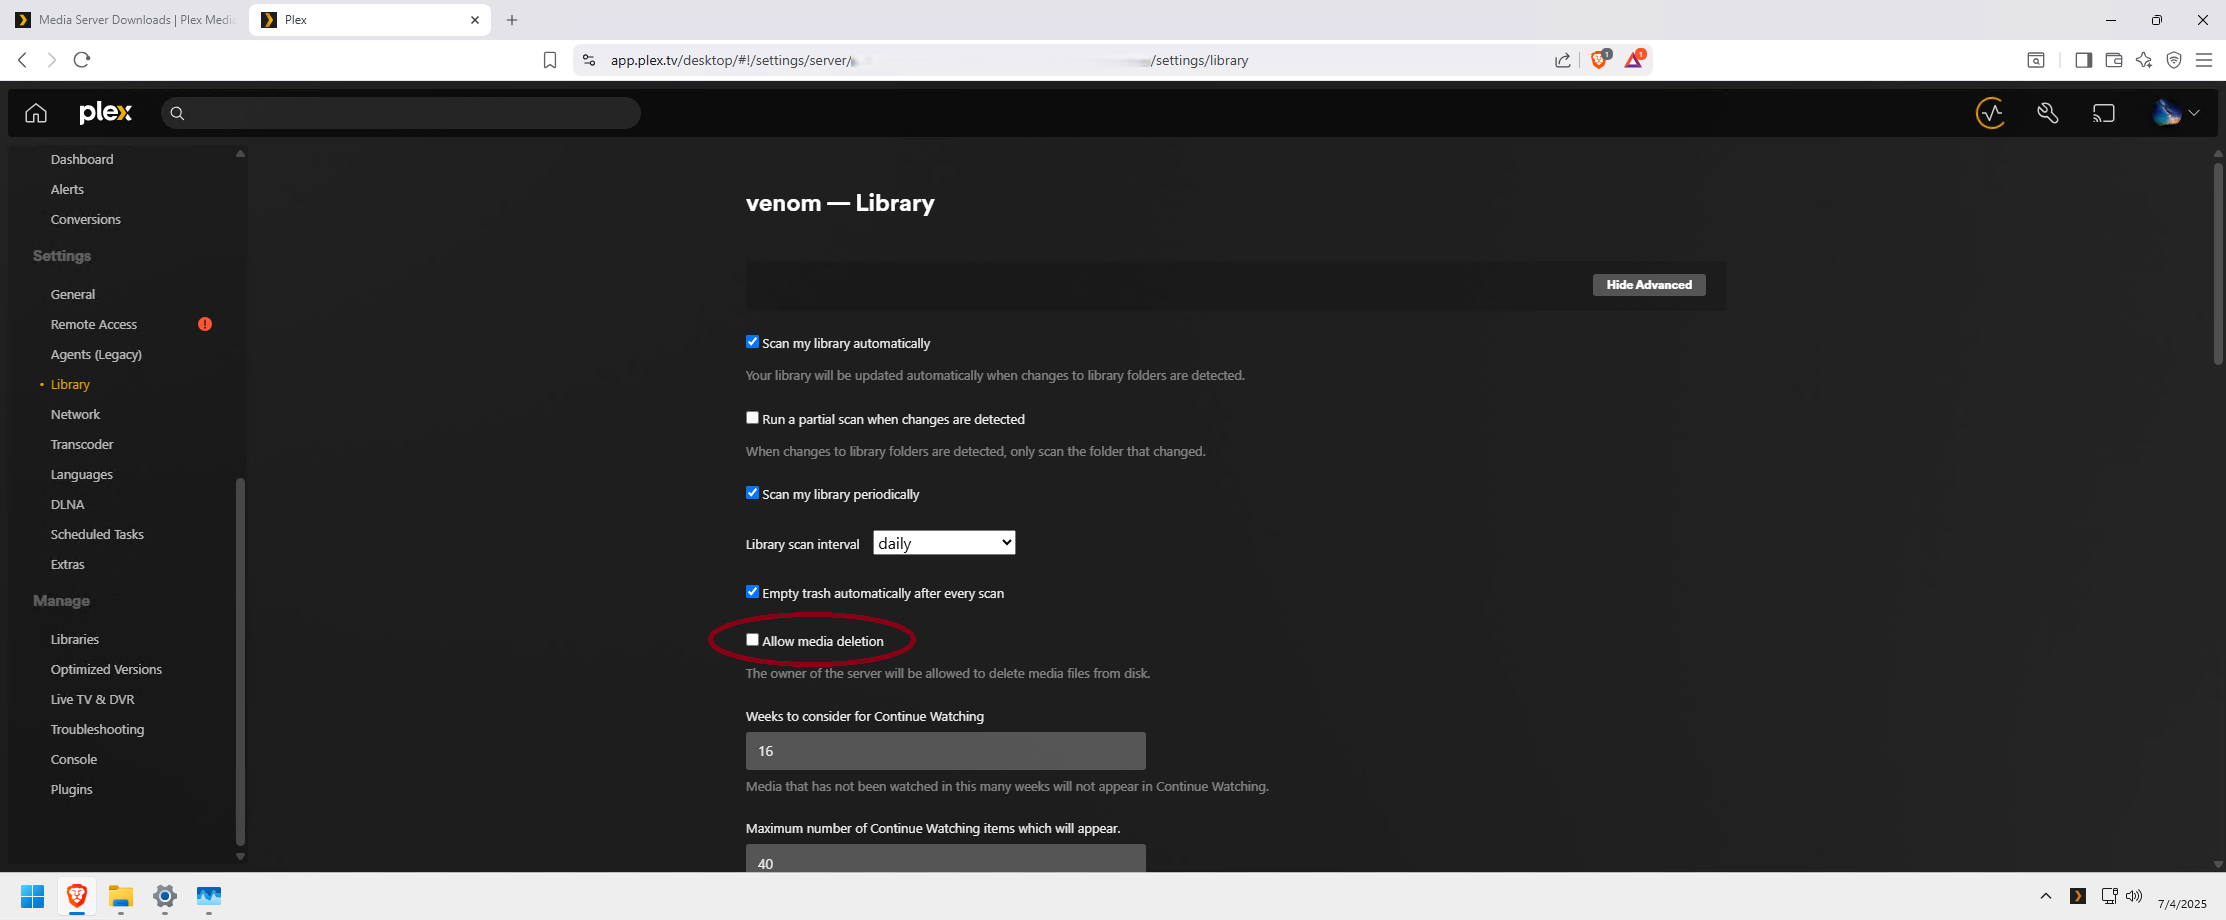 Media Server Downloads | Plex Medi
Plex
app.plex.tv/desktop/#!/settings/server/
/settings/library
1
1
plex
Dashboard
Alerts
Conversions
Settings
General
Remote Access
!
Agents (Legacy)
• Library
Network
Transcoder
Languages
DLNA
Scheduled Tasks
Extras
Manage
Libraries
Optimized Versions
Live TV & DVR
Troubleshooting
Console
Plugins
venom — Library
Hide Advanced
Scan my library automatically
Your library will be updated automatically when changes to library folders are detected.
Run a partial scan when changes are detected
When changes to library folders are detected, only scan the folder that changed.
Scan my library periodically
Library scan interval daily
Empty trash automatically after every scan
Allow media deletion
The owner of the server will be allowed to delete media files from disk.
Weeks to consider for Continue Watching
16
Media that has not been watched in this many weeks will not appear in Continue Watching.
Maximum number of Continue Watching items which will appear.
40
7/4/2025